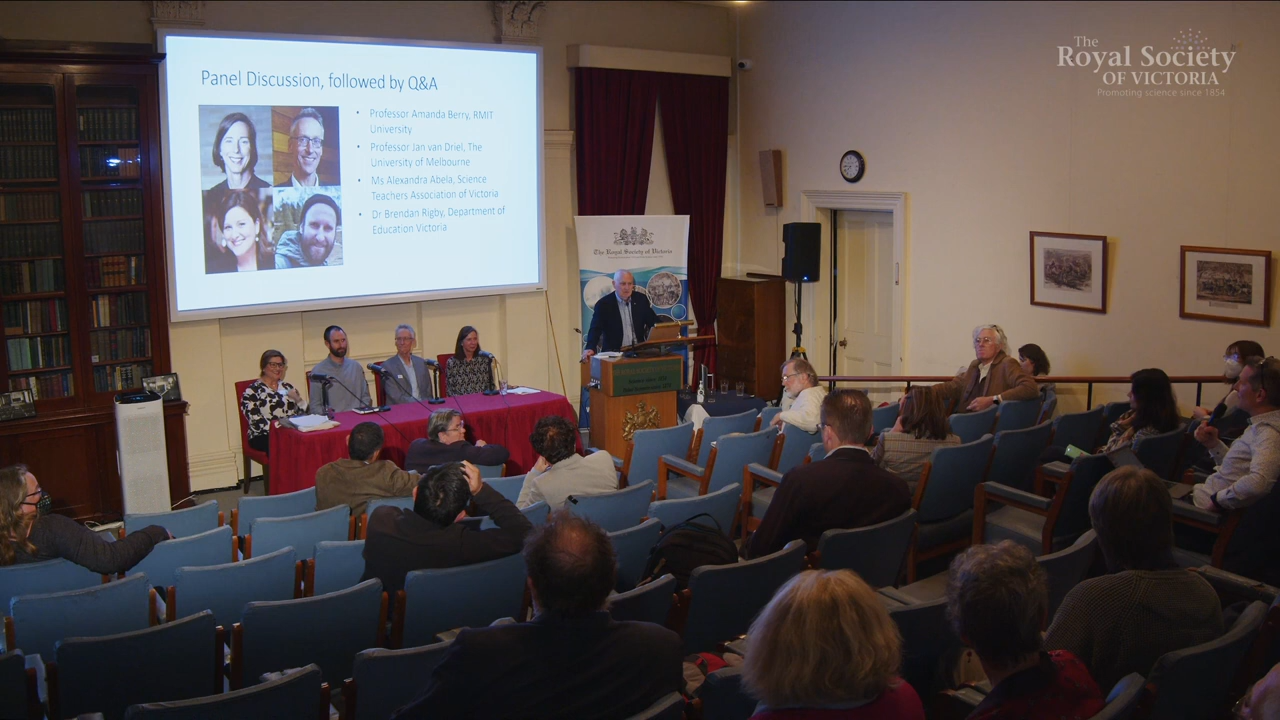 The
Royal Society
OF VICTORIA
Promoting science since 1854
Panel Discussion, followed by Q&A
• Professor Amanda Berry, RMIT
University
• Professor Jan van Driel, The
University of Melbourne
• Ms Alexandra Abela, Science
Teachers Association of Victoria
• Dr Brendan Rigby, Department of
Education Victoria
The Royal Society of Victoria